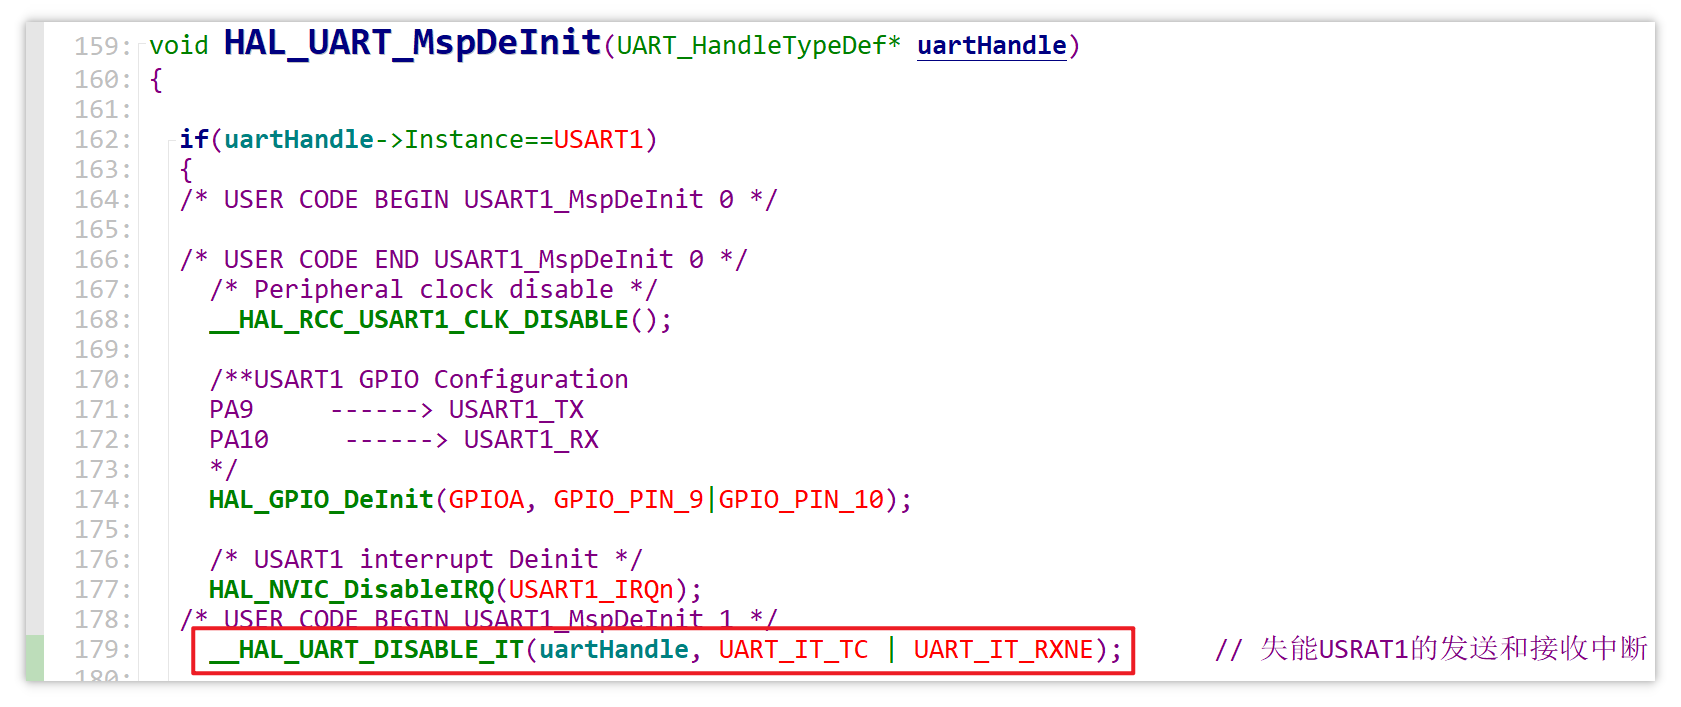 159: void HAL_UART_MspDeInit(UART_HandleTypeDef* uartHandle)
160: {
161:
162: if(uartHandle->Instance==USART1)
163: {
164: /* USER CODE BEGIN USART1_MspDeInit 0 */
165:
166: /* USER CODE END USART1_MspDeInit 0 */
167: /* Peripheral clock disable */
168: __HAL_RCC_USART1_CLK_DISABLE();
169:
170: /**USART1 GPIO Configuration
171: PA9     ------> USART1_TX
172: PA10     ------> USART1_RX
173: */
174: HAL_GPIO_DeInit(GPIOA, GPIO_PIN_9|GPIO_PIN_10);
175:
176: /* USART1 interrupt Deinit */
177: HAL_NVIC_DisableIRQ(USART1_IRQn);
178: /* USER CODE BEGIN USART1_MspDeInit 1 */
179: __HAL_UART_DISABLE_IT(uartHandle, UART_IT_TC | UART_IT_RXNE); // 失能USRAT1的发送和接收中断
180: